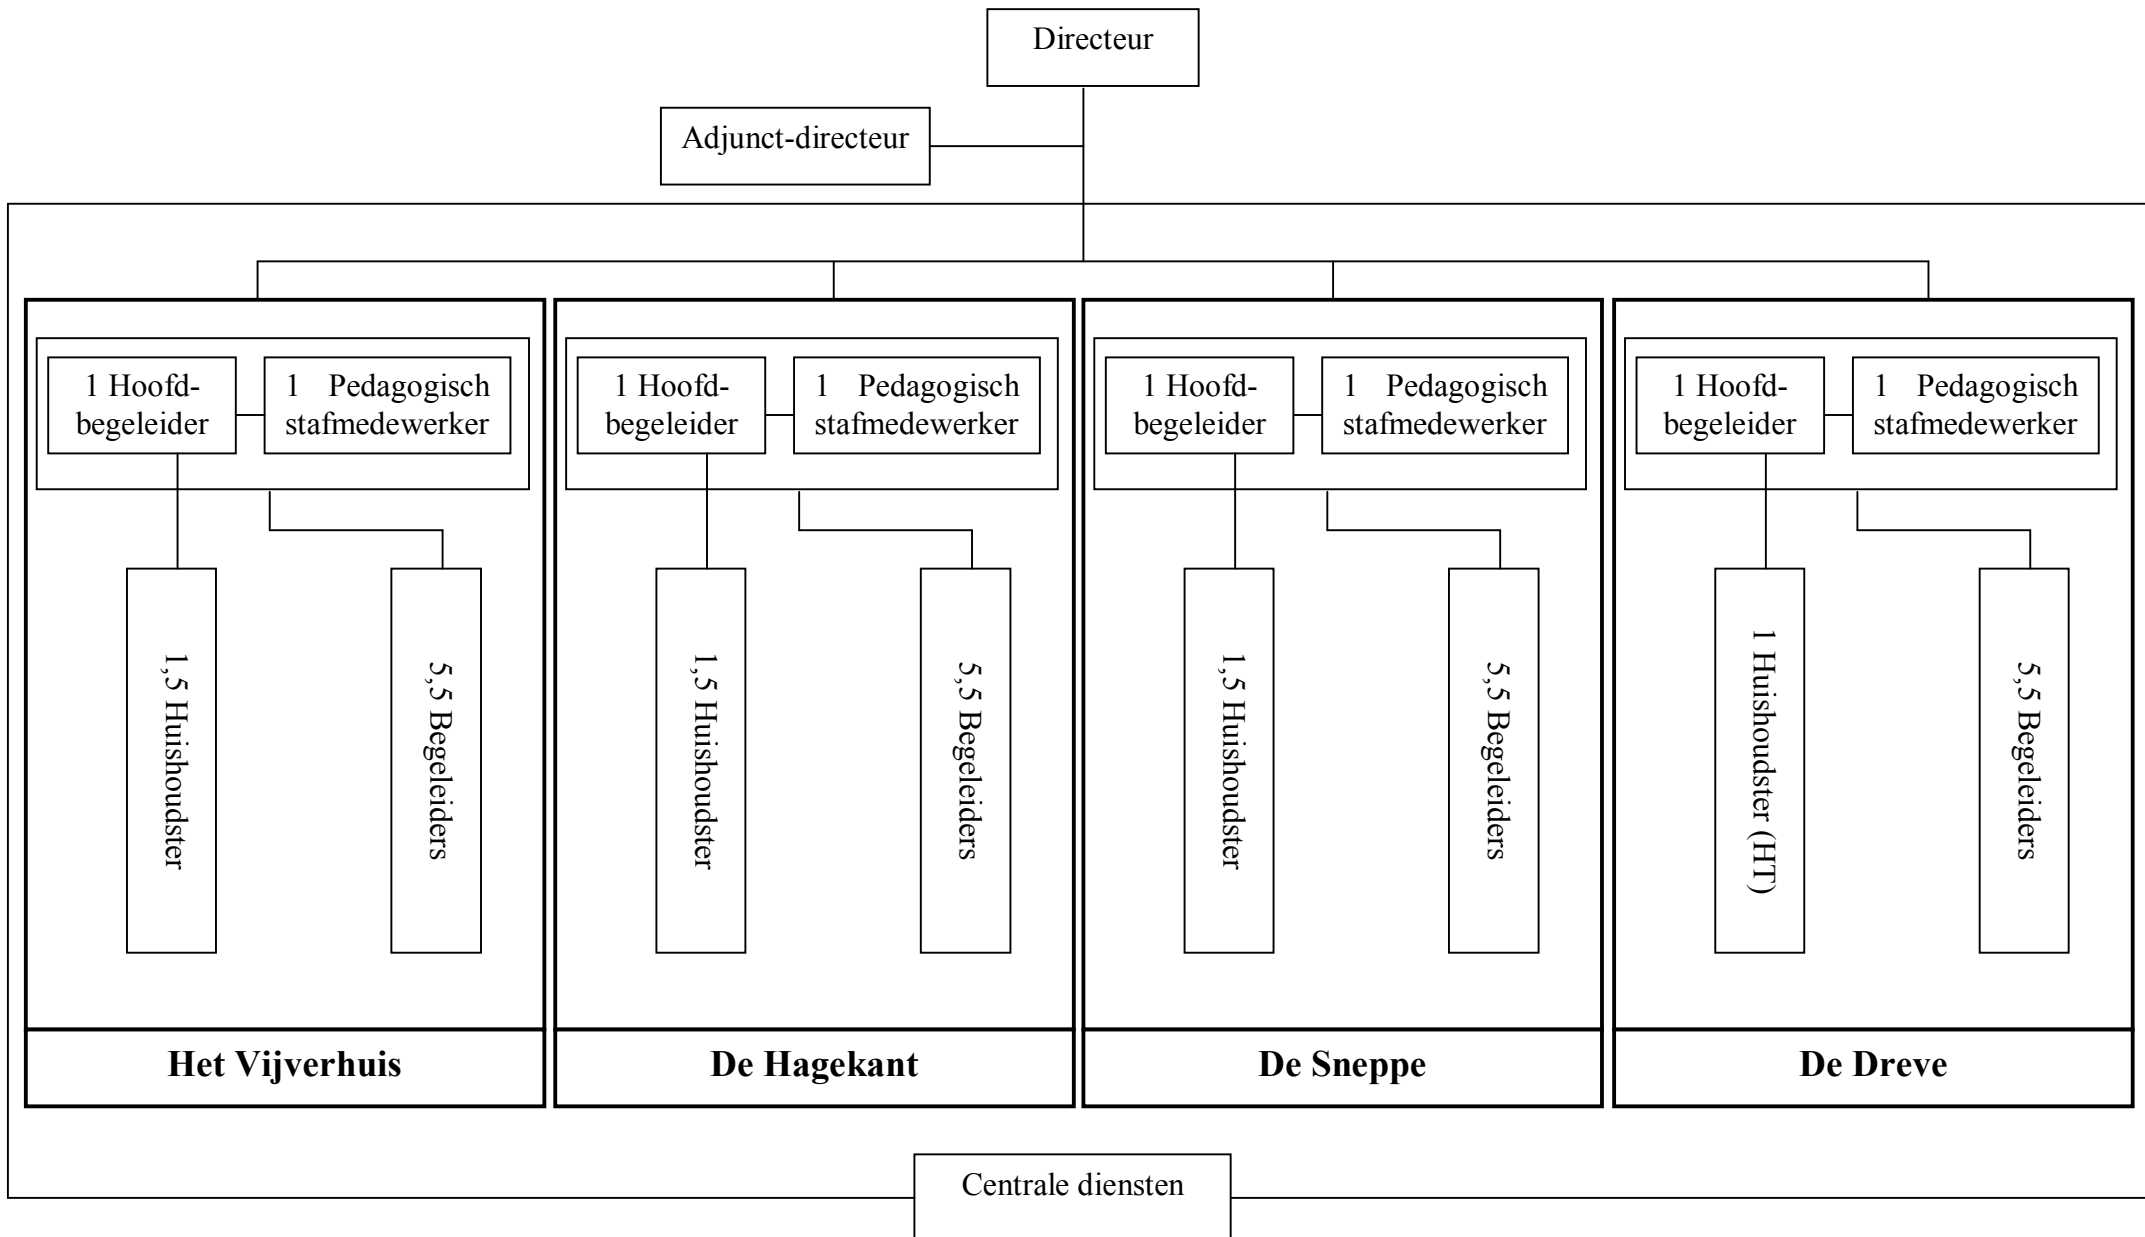 Directeur
Adjunct-directeur
1 Hoofd-
begeleider
1 Pedagogisch
stafmedewerker
1,5 Huishoudster
5,5 Begeleiders
Het Vijverhuis
1 Hoofd-
begeleider
1 Pedagogisch
stafmedewerker
1,5 Huishoudster
5,5 Begeleiders
De Hagekant
1 Hoofd-
begeleider
1 Pedagogisch
stafmedewerker
1,5 Huishoudster
5,5 Begeleiders
De Sneppe
1 Hoofd-
begeleider
1 Pedagogisch
stafmedewerker
1 Huishoudster (HT)
5,5 Begeleiders
De Dreve
Centrale diensten